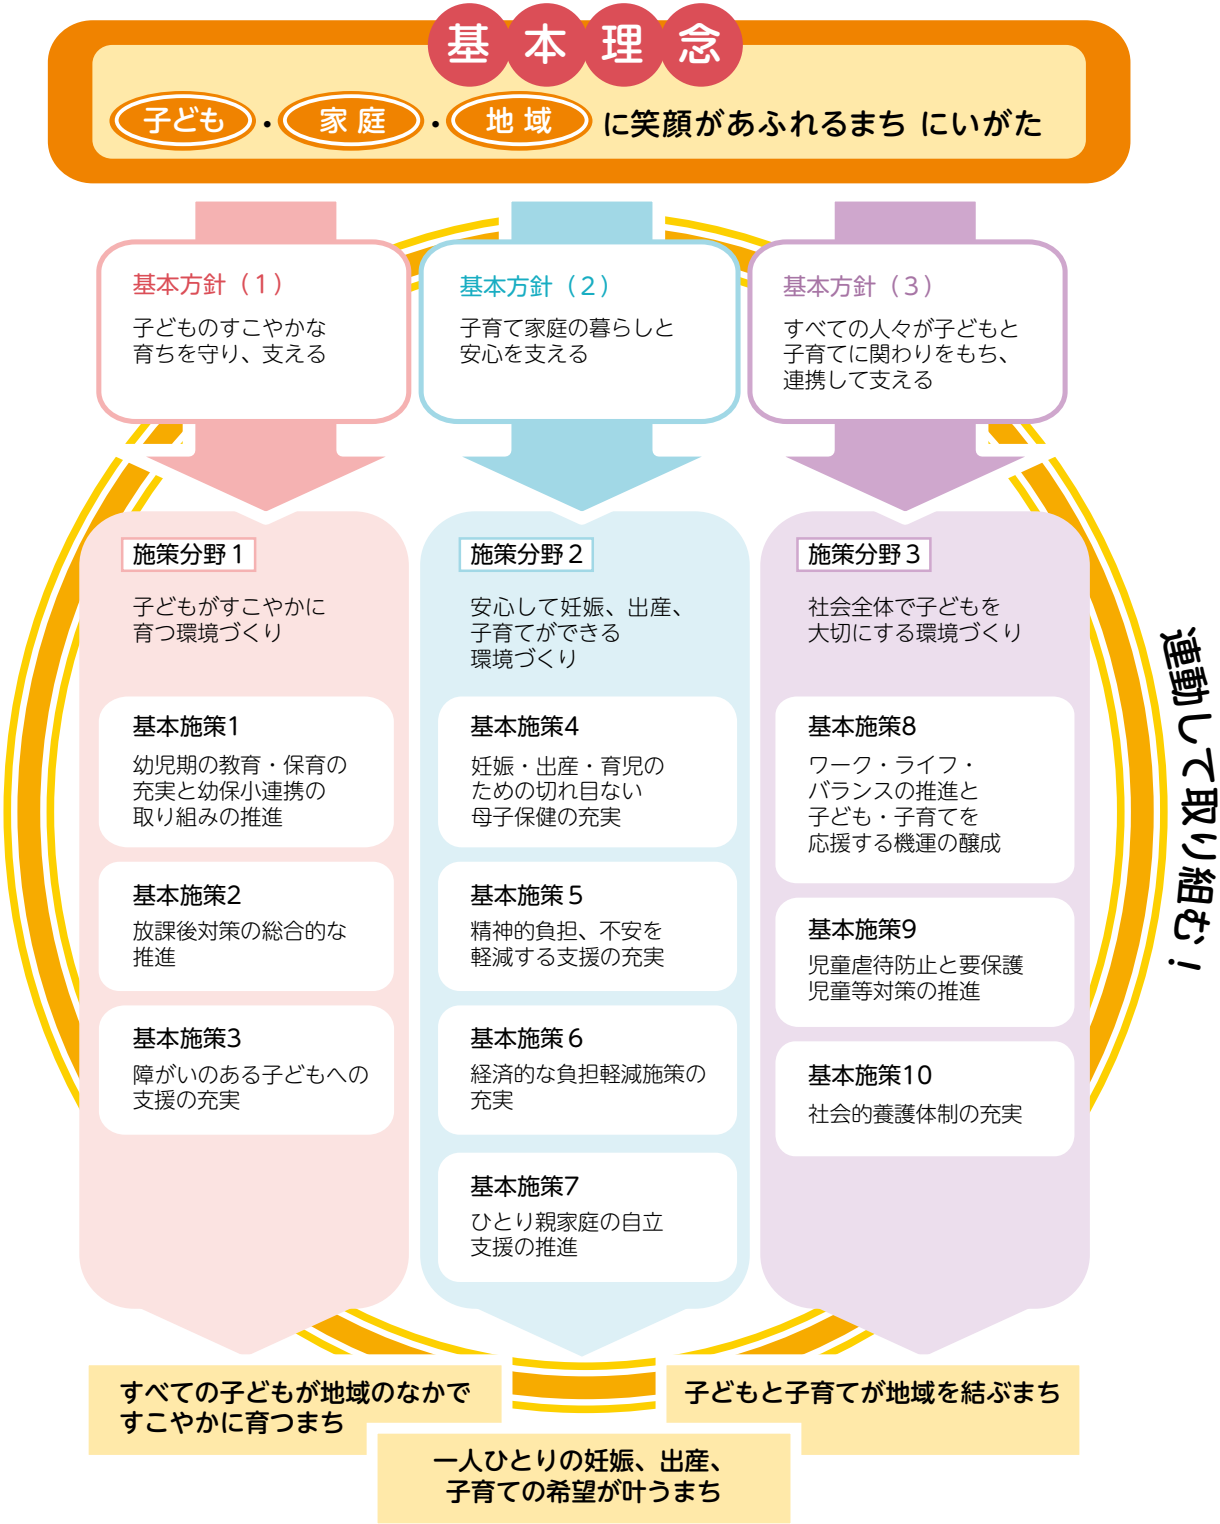 基本理念
子ども・家庭・地域に笑顔があふれるまち にいがた
基本方針（1）
子どものすこやかな
育ちを守り、支える
基本方針（2）
子育て家庭の暮らしと
安心を支える
基本方針（3）
すべての人々が子どもと
子育てに関わりをもち、
連携して支える
施策分野1
子どもがすこやかに
育つ環境づくり
基本施策1
幼児期の教育・保育の
充実と幼保小連携の
取り組みの推進
基本施策2
放課後対策の総合的な
推進
基本施策3
障がいのある子どもへの
支援の充実
施策分野2
安心して妊娠、出産、
子育てができる
環境づくり
基本施策4
妊娠・出産・育児の
ための切れ目ない
母子保健の充実
基本施策5
精神的負担、不安を
軽減する支援の充実
基本施策6
経済的な負担軽減施策の
充実
基本施策7
ひとり親家庭の自立
支援の推進
施策分野3
社会全体で子どもを
大切にする環境づくり
基本施策8
ワーク・ライフ・
バランスの推進と
子ども・子育てを
応援する機運の醸成
基本施策9
児童虐待防止と要保護
児童等対策の推進
基本施策10
社会的養護体制の充実
連動して取り組む！
すべての子どもが地域のなかで
すこやかに育つまち
一人ひとりの妊娠、出産、
子育ての希望が叶うまち
子どもと子育てが地域を結ぶまち